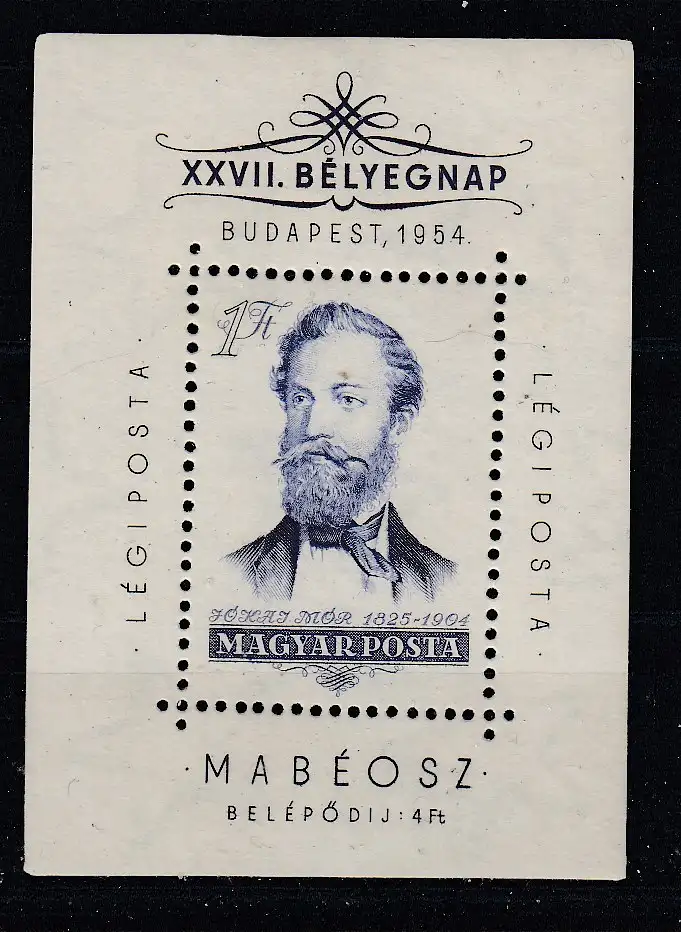 XXVII. BÉLYEGNAP
BUDAPEST, 1954.
1 Ft
· LÉGIPOSTA ·
· LÉGIPOSTA ·
JÓKAI MÓR 1825-1904
MAGYAR POSTA
· MABÉOSZ ·
BELÉPŐDIJ: 4 Ft